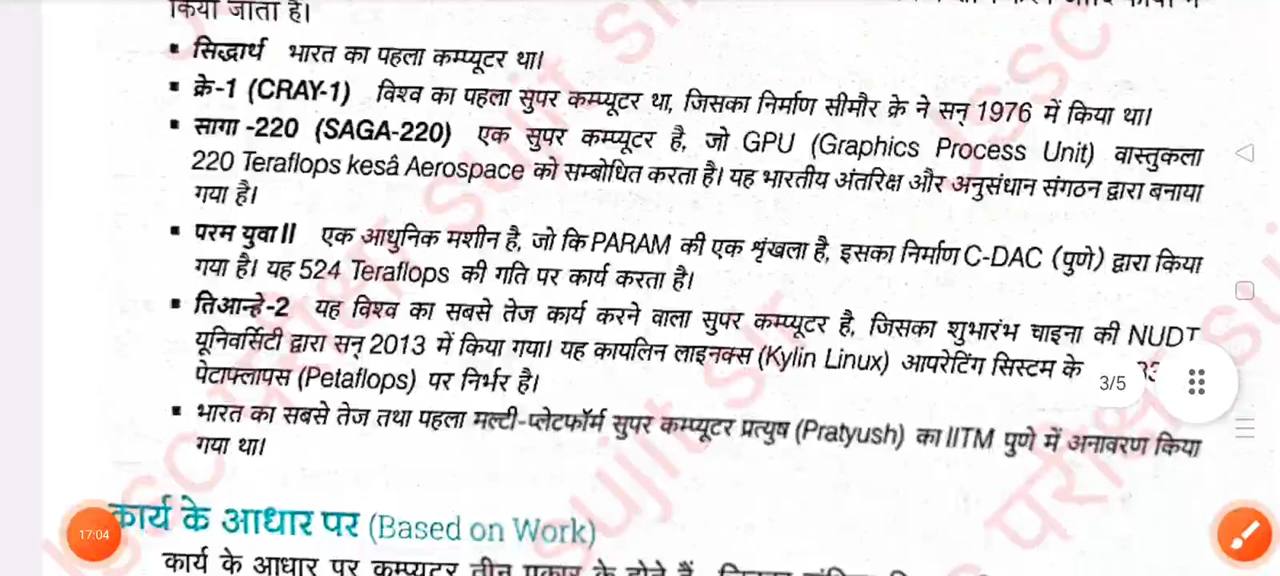 किया जाता है।
▪ सिद्धार्थ भारत का पहला कम्प्यूटर था।
▪ क्रे-1 (CRAY-1) विश्व का पहला सुपर कम्प्यूटर था, जिसका निर्माण सीमौर क्रे ने सन् 1976 में किया था।
▪ सागा -220 (SAGA-220) एक सुपर कम्प्यूटर है, जो GPU (Graphics Process Unit) वास्तुकला
220 Teraflops kesâ Aerospace को सम्बोधित करता है। यह भारतीय अंतरिक्ष और अनुसंधान संगठन द्वारा बनाया
गया है।
▪ परम युवा II एक आधुनिक मशीन है, जो कि PARAM की एक शृंखला है, इसका निर्माण C-DAC (पुणे) द्वारा किया
गया है। यह 524 Teraflops की गति पर कार्य करता है।
▪ तिआन्हे-2 यह विश्व का सबसे तेज कार्य करने वाला सुपर कम्प्यूटर है, जिसका शुभारंभ चाइना की NUDT
यूनिवर्सिटी द्वारा सन् 2013 में किया गया। यह कायलिन लाइनक्स (Kylin Linux) आपरेटिंग सिस्टम के
पेटाफ्लापस (Petaflops) पर निर्भर है।
3/5
▪ भारत का सबसे तेज तथा पहला मल्टी-प्लेटफॉर्म सुपर कम्प्यूटर प्रत्युष (Pratyush) का IITM पुणे में अनावरण किया
गया था।
कार्य के आधार पर (Based on Work)
17:04
कार्य के आधार पर कम्प्यूटर तीन प्रकार के होते हैं